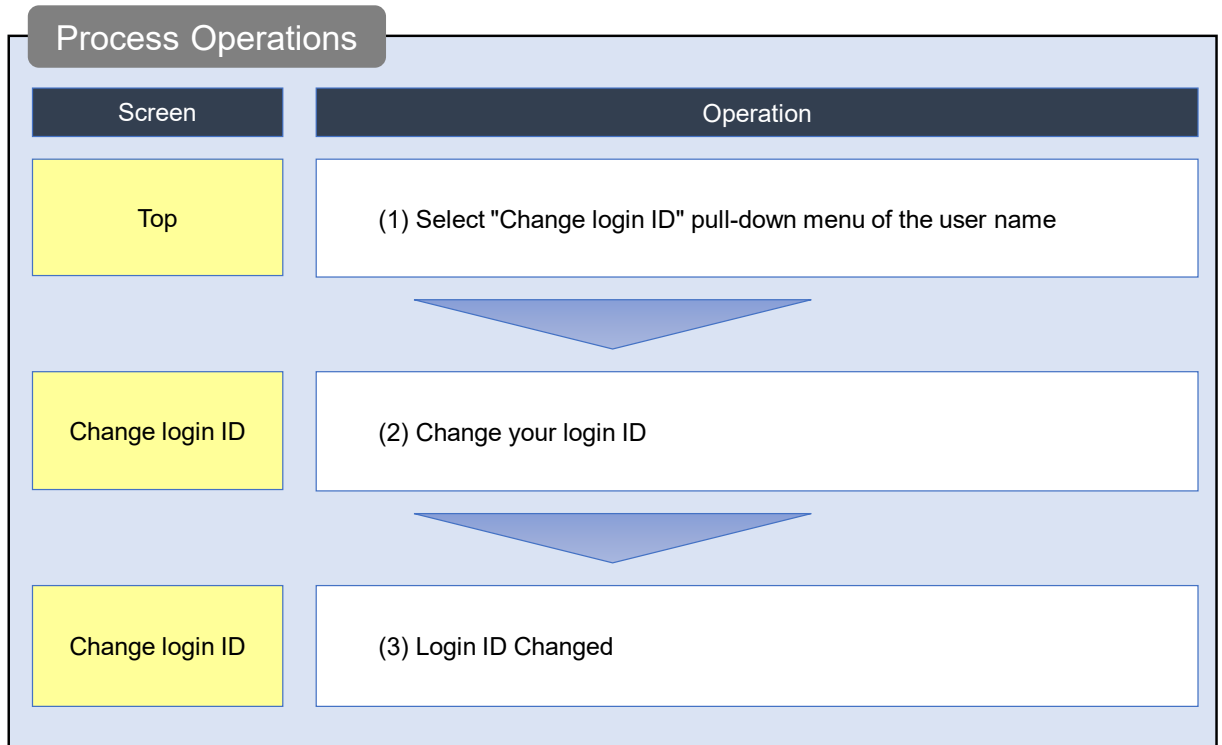 Process Operations
Screen
Operation
Top
(1) Select "Change login ID" pull-down menu of the user name
Change login ID
(2) Change your login ID
Change login ID
(3) Login ID Changed